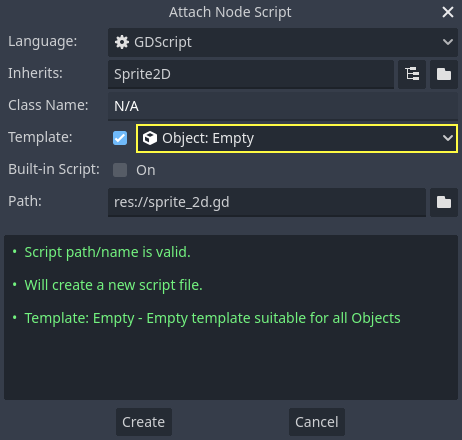 Attach Node Script
Language: GDScript
Inherits: Sprite2D
Class Name: N/A
Template: Object: Empty
Built-in Script: On
Path: res://sprite_2d.gd
• Script path/name is valid.
• Will create a new script file.
• Template: Empty - Empty template suitable for all Objects
Create Cancel